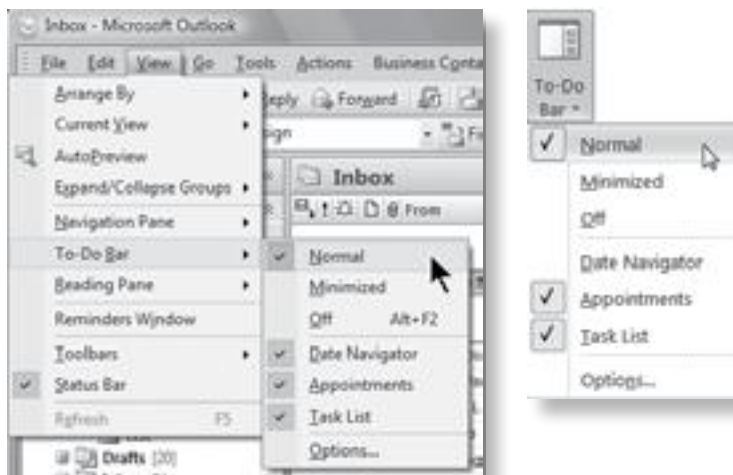 Inbox - Microsoft Outlook
File Edit View Go Tools Actions Business Conta
Arrange By
Reply Forward
Current View
AutoPreview
Expand/Collapse Groups
Inbox
From
Navigation Pane
To-Do Bar
Reading Pane
Reminders Window
Toolbars
Status Bar
Refresh F5
Normal
Minimized
Off Alt+F2
Date Navigator
Appointments
Task List
Options...
Drafts [20]
To-Do
Bar
Normal
Minimized
Off
Date Navigator
Appointments
Task List
Options...